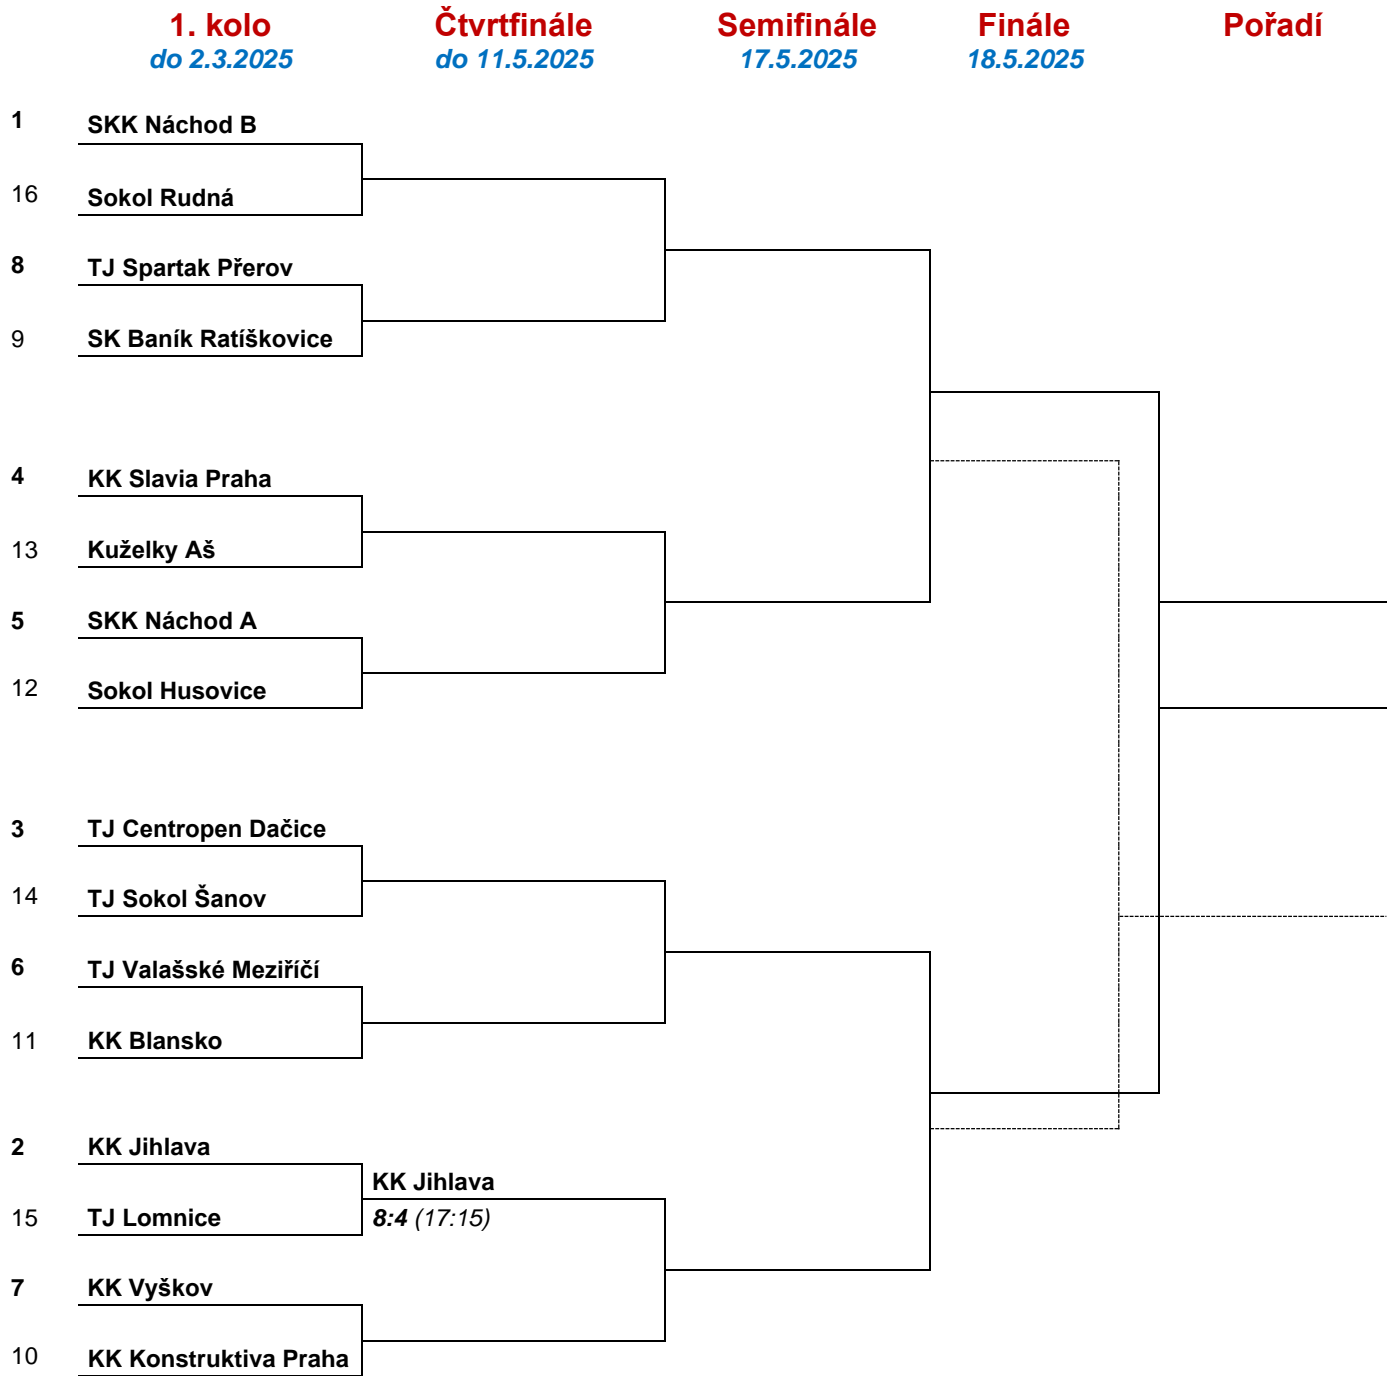 1. kolo Čtvrtfinále Semifinále Finále Pořadí
do 2.3.2025 do 11.5.2025 17.5.2025 18.5.2025
1 SKK Náchod B
16 Sokol Rudná
8 TJ Spartak Přerov
9 SK Baník Ratíškovice
4 KK Slavia Praha
13 Kuželky Aš
5 SKK Náchod A
12 Sokol Husovice
3 TJ Centropen Dačice
14 TJ Sokol Šanov
6 TJ Valašské Meziříčí
11 KK Blansko
2 KK Jihlava
KK Jihlava
15 TJ Lomnice 8:4 (17:15)
7 KK Vyškov
10 KK Konstruktiva Praha